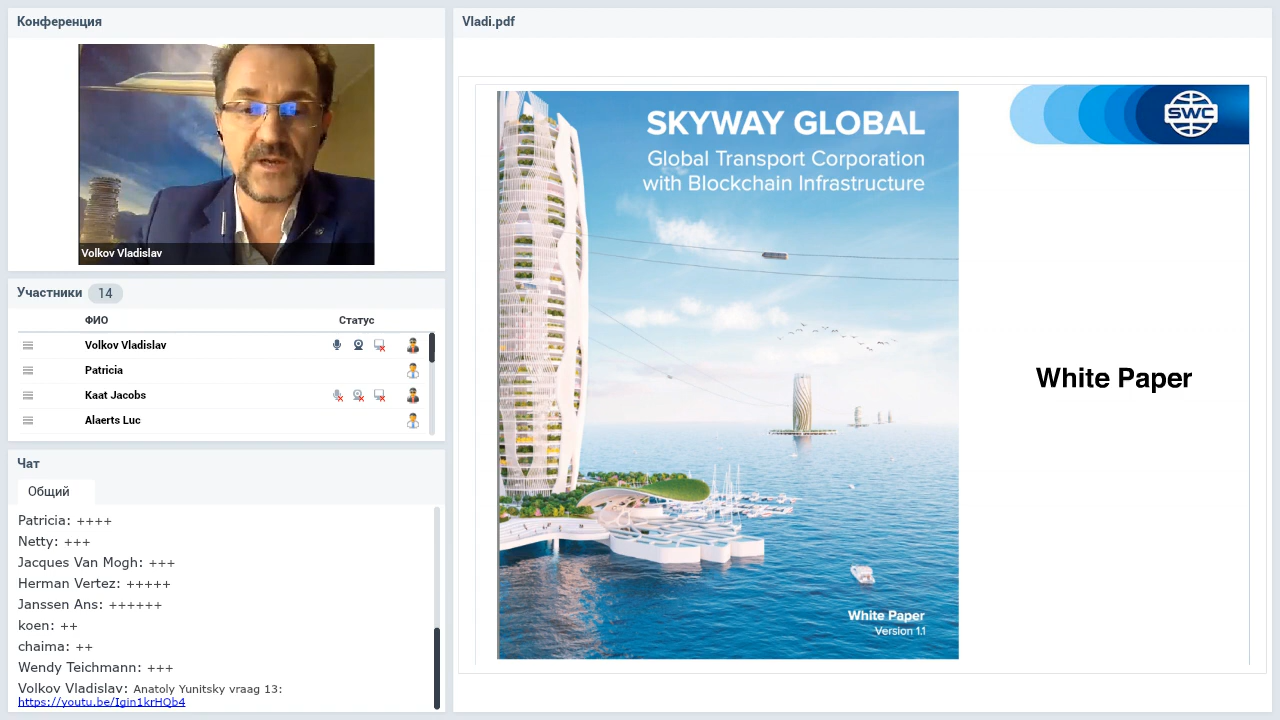 Конференция
Volkov Vladislav
Участники 14
ФИО Статус
Volkov Vladislav
Patricia
Kaat Jacobs
Alaerts Luc
Чат
Общий
Patricia: ++++
Netty: +++
Jacques Van Mogh: +++
Herman Vertez: +++++
Janssen Ans: ++++++
koen: ++
chaima: ++
Wendy Teichmann: +++
Volkov Vladislav: Anatoly Yunitsky vraag 13:
https://youtu.be/Igin1krHQb4
Vladi.pdf
SWC
SKYWAY GLOBAL
Global Transport Corporation
with Blockchain Infrastructure
White Paper
White Paper
Version 1.1